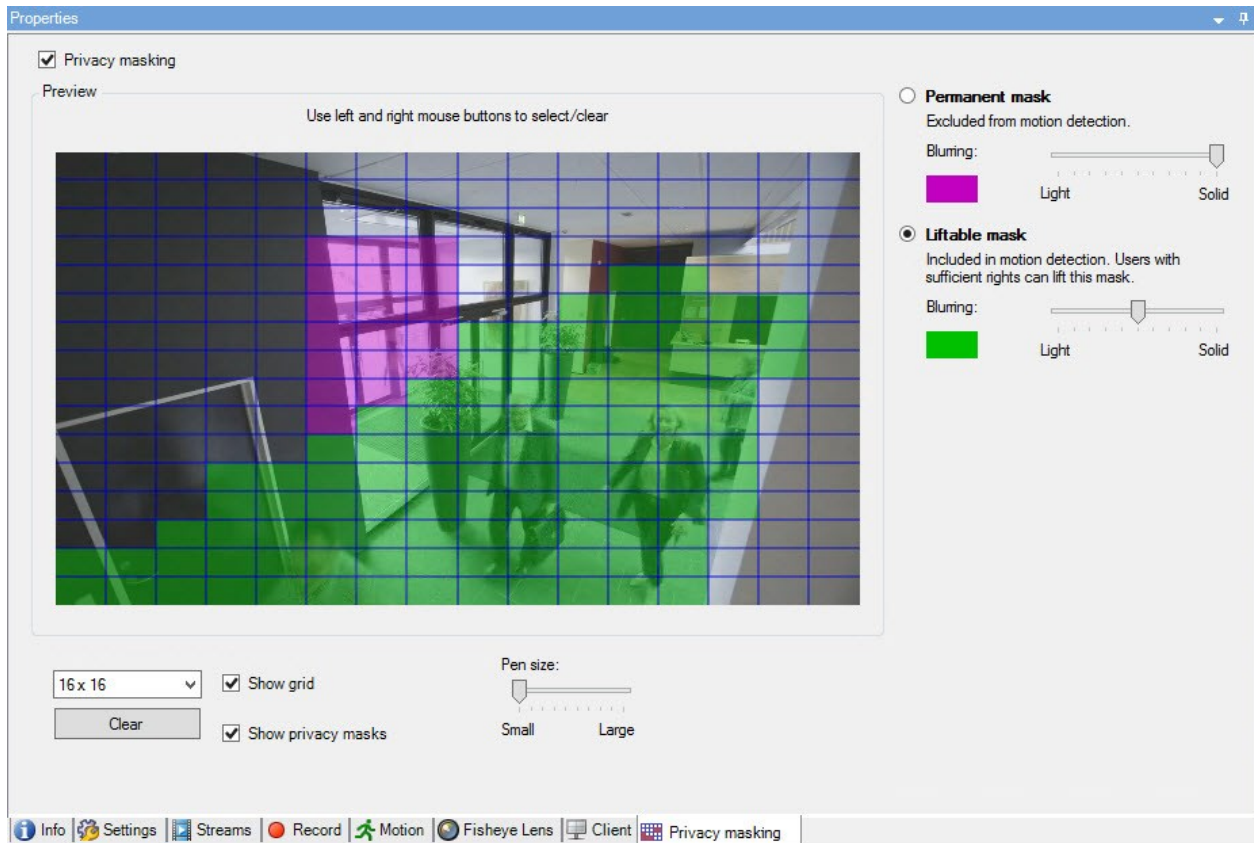 Properties
Privacy masking
Preview
Use left and right mouse buttons to select/clear
Permanent mask
Excluded from motion detection.
Blurring:
Light Solid
Liftable mask
Included in motion detection. Users with
sufficient rights can lift this mask.
Blurring:
Light Solid
16 x 16
Show grid
Pen size:
Clear
Show privacy masks
Small Large
Info Settings Streams Record Motion Fisheye Lens Client Privacy masking